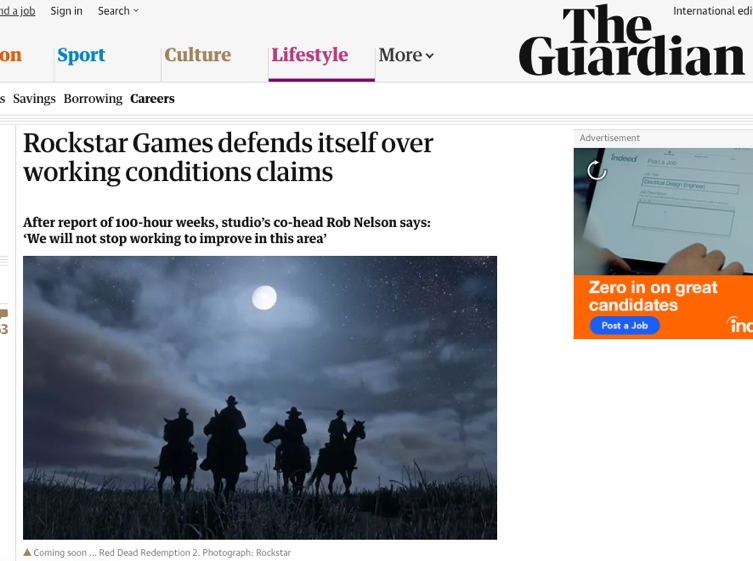 nd a job Sign in Search International edi
on Sport Culture Lifestyle More
The
Guardian
s Savings Borrowing Careers
Rockstar Games defends itself over
working conditions claims
After report of 100-hour weeks, studio's co-head Rob Nelson says:
‘We will not stop working to improve in this area’
53
Coming soon ... Red Dead Redemption 2. Photograph: Rockstar
Advertisement
indeed Post a Job
Job Title
Electrical Design Engineer
Zero in on great
candidates
Post a Job ind